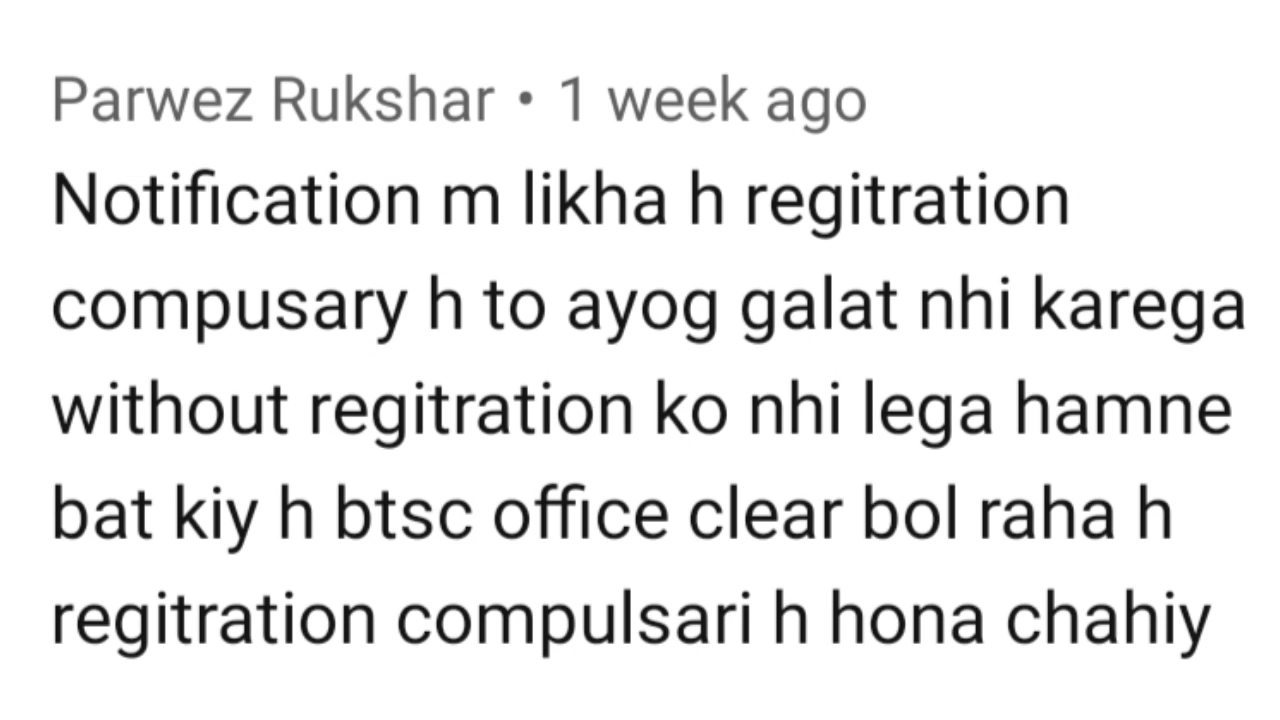 Parwez Rukshar • 1 week ago
Notification m likha h regitration
compusary h to ayog galat nhi karega
without regitration ko nhi lega hamne
bat kiy h btsc office clear bol raha h
regitration compulsari h hona chahiy